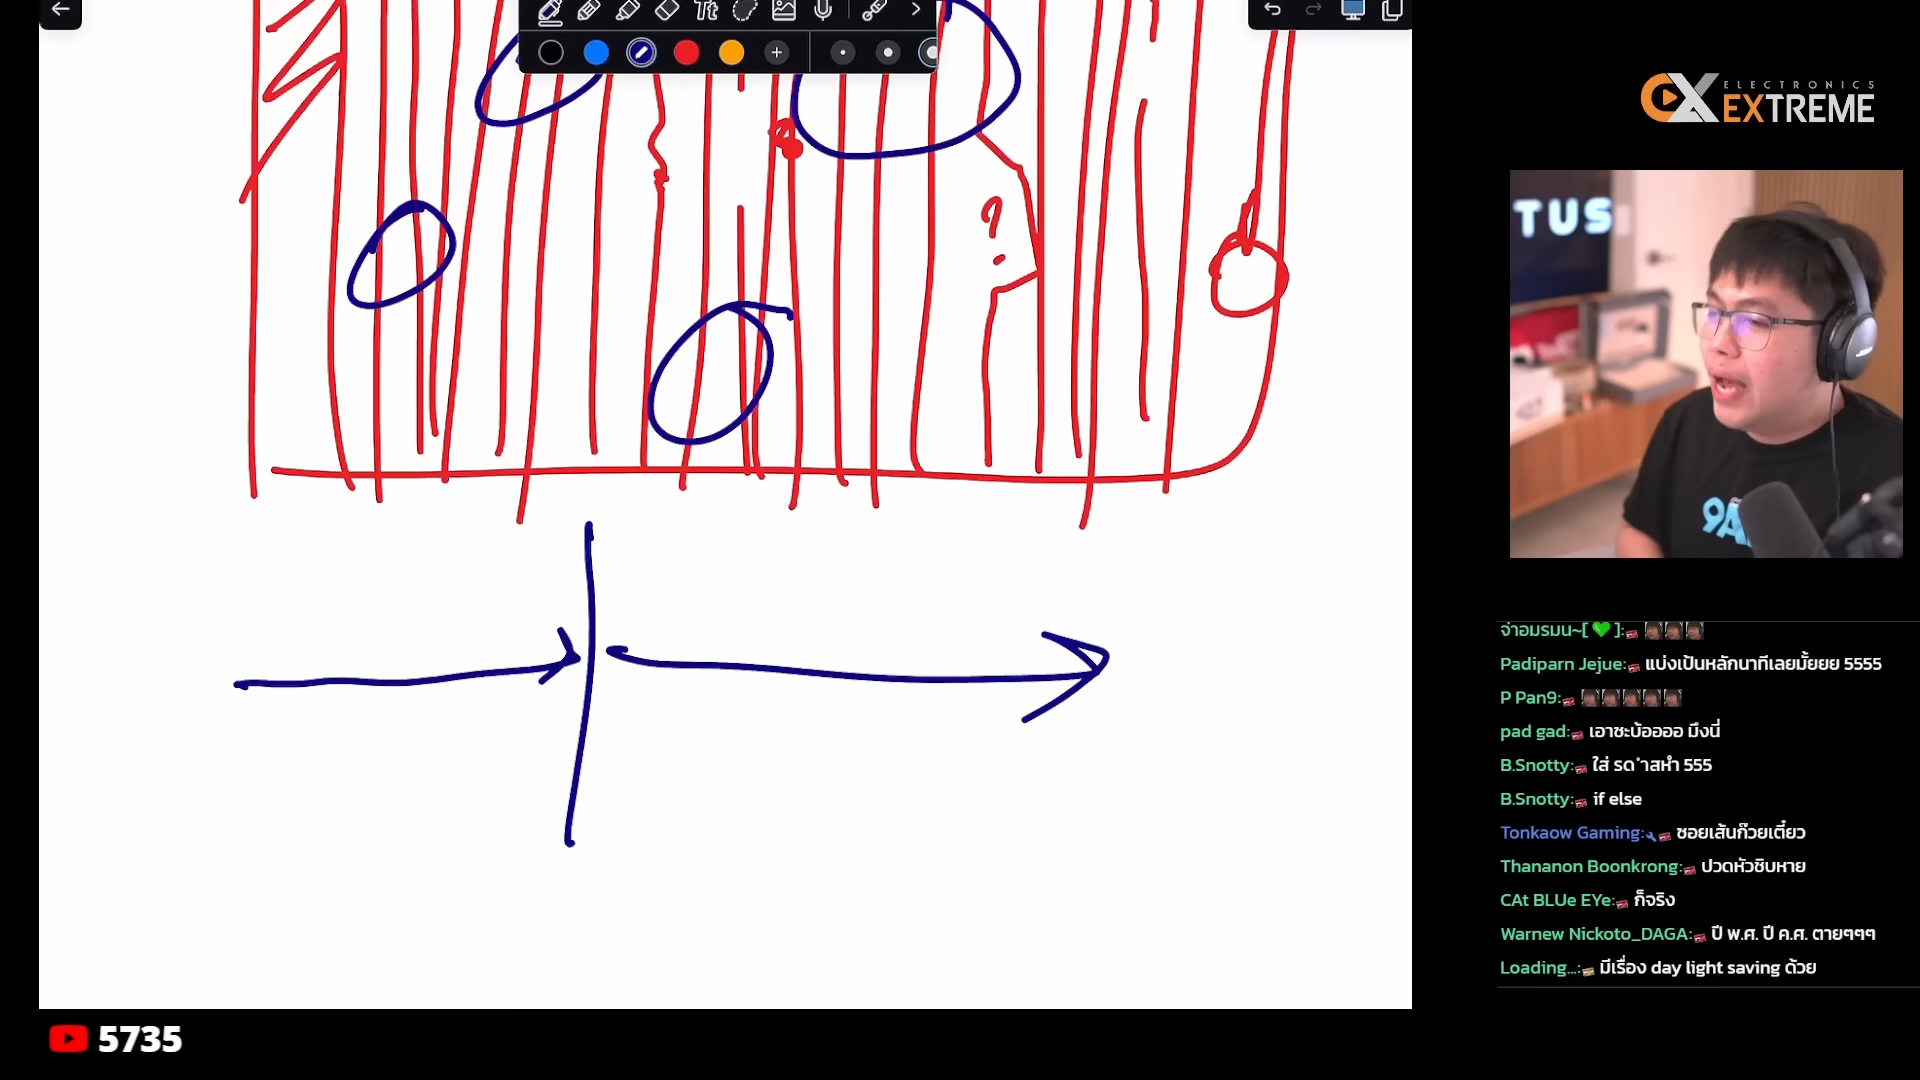 Tt
?
ELECTRONICS
EXTREME
TUS
9A
จ่าอมรมน~[💚]:
Padiparn Jejue: แบ่งเป้นหลักนาทีเลยมั้ยยย 5555
P Pan9:
pad gad: เอาซะบ้ออออ มึงนี่
B.Snotty: ใส่ รด ําสหำ 555
B.Snotty: if else
Tonkaow Gaming: ซอยเส้นก๊วยเตี๋ยว
Thananon Boonkrong: ปวดหัวชิบหาย
CAt BLUe EYe: ก็จริง
Warnew Nickoto_DAGA: ปี พ.ศ. ปี ค.ศ. ตายๆๆๆ
Loading...: มีเรื่อง day light saving ด้วย
5735